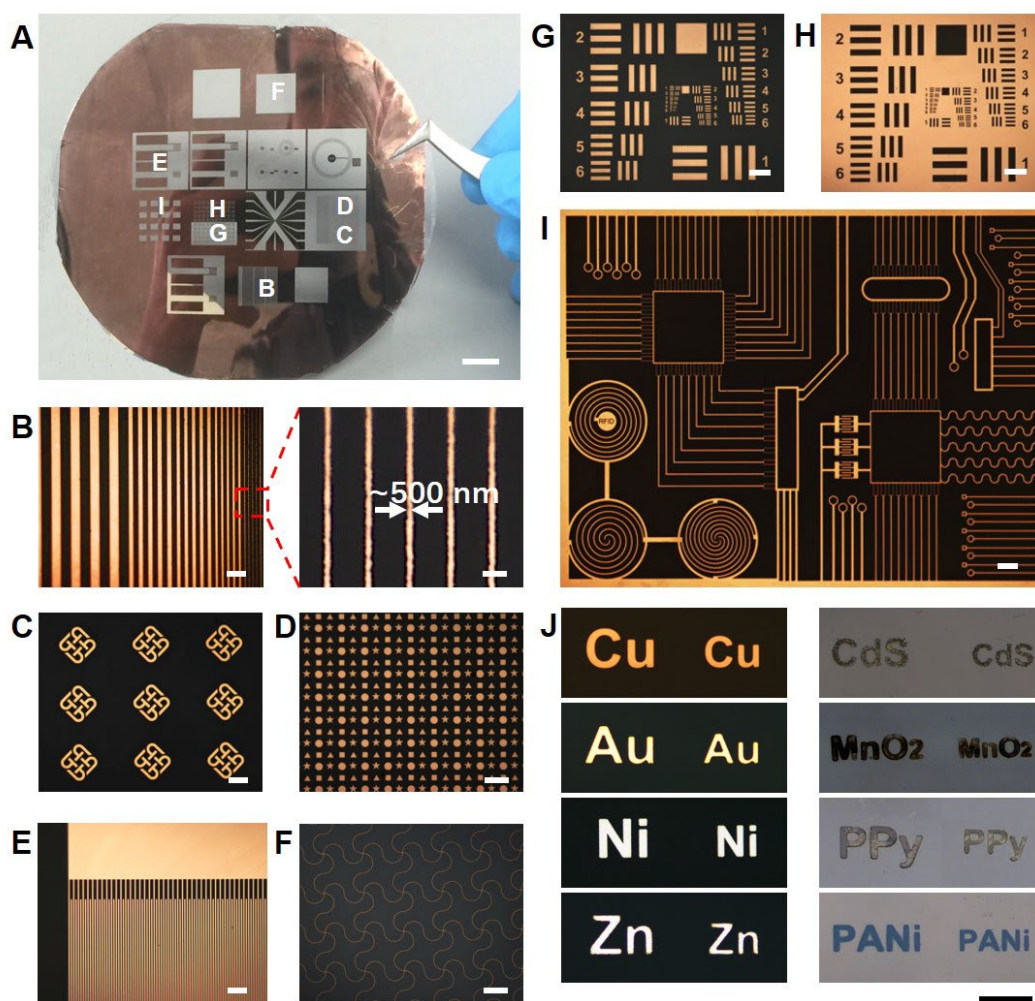 A
F
E
I
H
G
D
C
B
G
2
3
4
5
6
1
2
3
4
5
6
1
H
2
3
4
5
6
1
2
3
4
5
6
1
I
RFID
B
~500 nm
C
D
E
F
J
Cu Cu
Au Au
Ni Ni
Zn Zn
CdS CdS
MnO2 MnO2
PPy PPy
PANi PANi